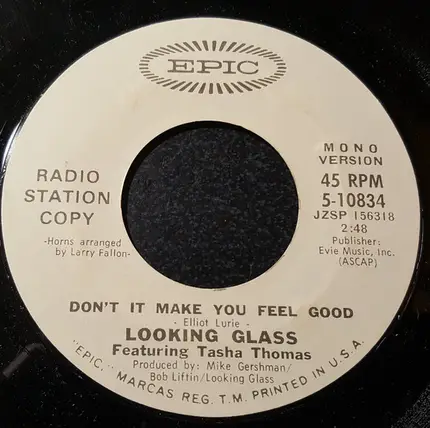 EPIC
RADIO
STATION
COPY
-Horns arranged
by Larry Fallon-
MONO
VERSION
45 RPM
5-10834
JZSP 156318
2:48
Publisher:
Evie Music, Inc.
(ASCAP)
DON'T IT MAKE YOU FEEL GOOD
- Elliot Lurie -
LOOKING GLASS
Featuring Tasha Thomas
Produced by: Mike Gershman/
Bob Liftin/Looking Glass
"EPIC," MARCAS REG. T.M. PRINTED IN U.S.A.